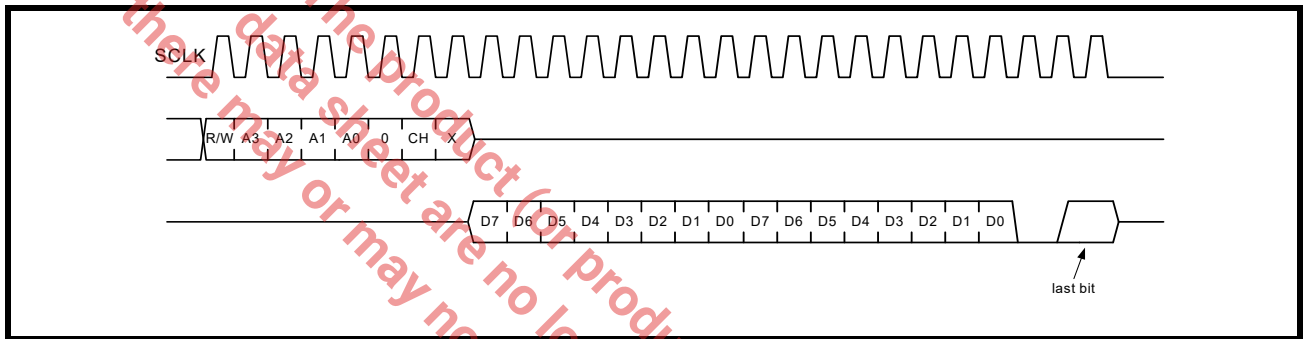 SCLK
R/W A3 A2 A1 A0 0 CH X
D7 D6 D5 D4 D3 D2 D1 D0 D7 D6 D5 D4 D3 D2 D1 D0
last bit
the product (or produ
data sheet are no lo
there may or may no